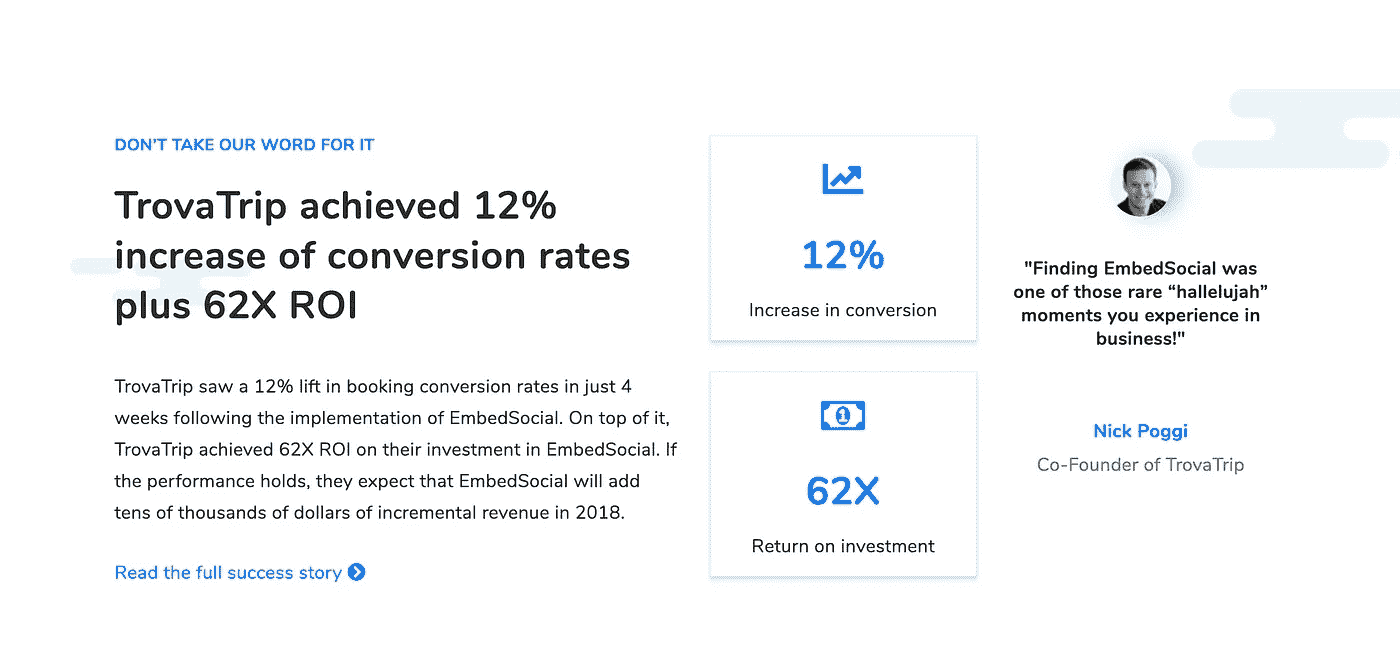 DON'T TAKE OUR WORD FOR IT
TrovaTrip achieved 12%
increase of conversion rates
plus 62X ROI
TrovaTrip saw a 12% lift in booking conversion rates in just 4
weeks following the implementation of EmbedSocial. On top of it,
TrovaTrip achieved 62X ROI on their investment in EmbedSocial. If
the performance holds, they expect that EmbedSocial will add
tens of thousands of dollars of incremental revenue in 2018.
Read the full success story
12%
Increase in conversion
1
62X
Return on investment
"Finding EmbedSocial was
one of those rare “hallelujah”
moments you experience in
business!"
Nick Poggi
Co-Founder of TrovaTrip